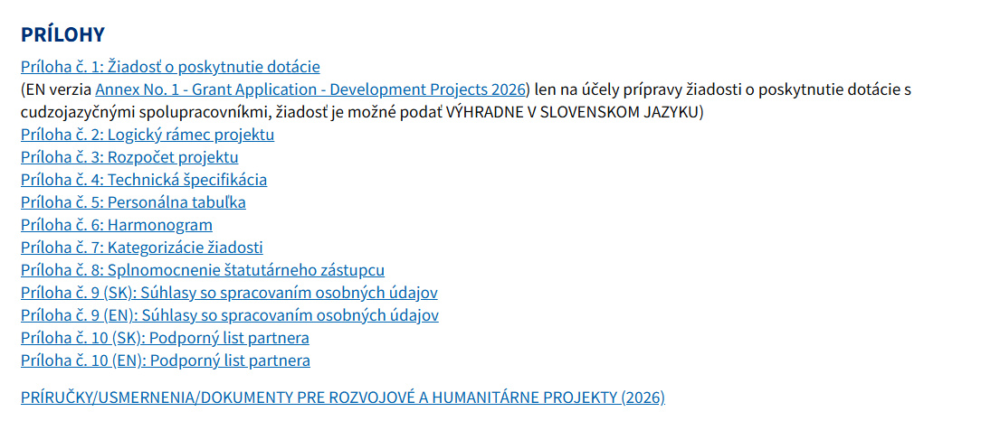 PRÍLOHY
Príloha č. 1: Žiadosť o poskytnutie dotácie
(EN verzia Annex No. 1 - Grant Application - Development Projects 2026) len na účely prípravy žiadosti o poskytnutie dotácie s
cudzojazyčnými spolupracovníkmi, žiadosť je možné podať VÝHRADNE V SLOVENSKOM JAZYKU)
Príloha č. 2: Logický rámec projektu
Príloha č. 3: Rozpočet projektu
Príloha č. 4: Technická špecifikácia
Príloha č. 5: Personálna tabuľka
Príloha č. 6: Harmonogram
Príloha č. 7: Kategorizácie žiadosti
Príloha č. 8: Splnomocnenie štatutárneho zástupcu
Príloha č. 9 (SK): Súhlasy so spracovaním osobných údajov
Príloha č. 9 (EN): Súhlasy so spracovaním osobných údajov
Príloha č. 10 (SK): Podporný list partnera
Príloha č. 10 (EN): Podporný list partnera
PRÍRUČKY/USMERNENIA/DOKUMENTY PRE ROZVOJOVÉ A HUMANITÁRNE PROJEKTY (2026)